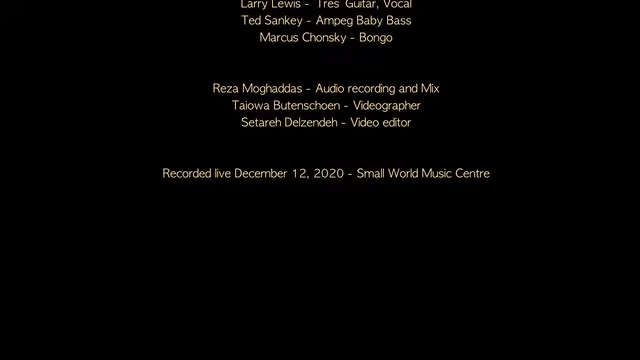 Larry Lewis - Tres Guitar, Vocal
Ted Sankey - Ampeg Baby Bass
Marcus Chonsky - Bongo
Reza Moghaddas - Audio recording and Mix
Taiowa Butenschoen - Videographer
Setareh Delzendeh - Video editor
Recorded live December 12, 2020 - Small World Music Centre